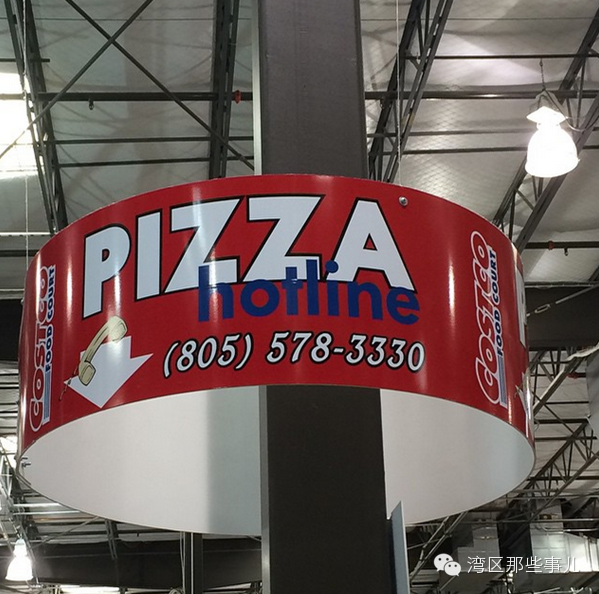 PIZZA
hotline
(805) 578-3330
COSTCO
FOOD COURT
COSTCO
FOOD COURT
湾区那些事儿